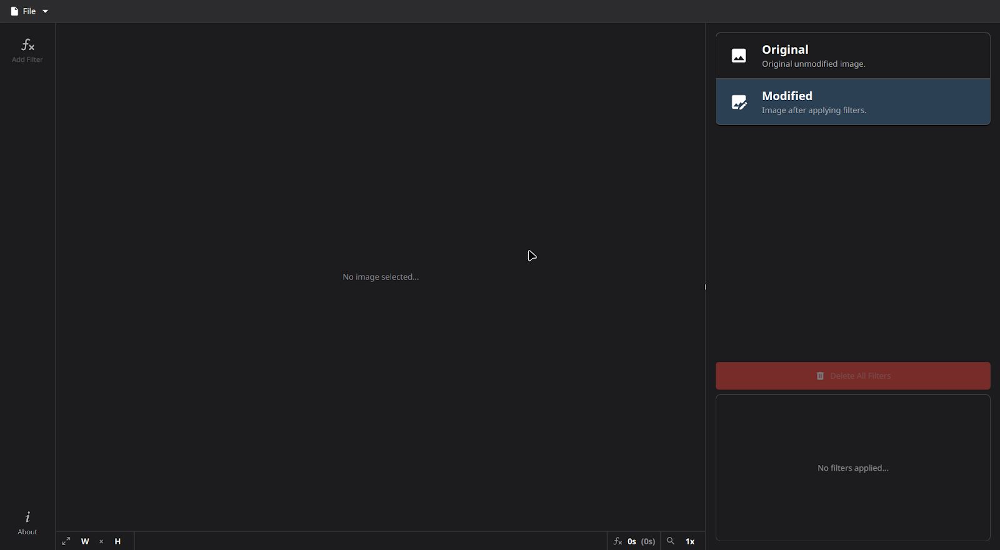 File
Add Filter
No image selected...
Original
Original unmodified image.
Modified
Image after applying filters.
Delete All Filters
No filters applied...
About
W × H
fx 0s (0s)
1x